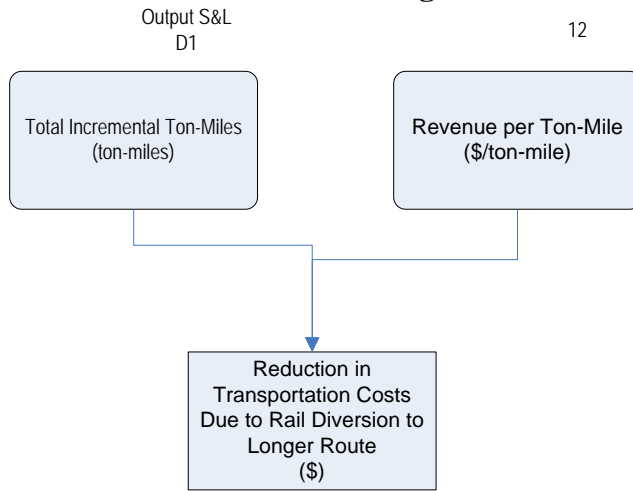 Output S&L
D1
12
Total Incremental Ton-Miles
(ton-miles)
Revenue per Ton-Mile
($/ton-mile)
Reduction in
Transportation Costs
Due to Rail Diversion to
Longer Route
($)